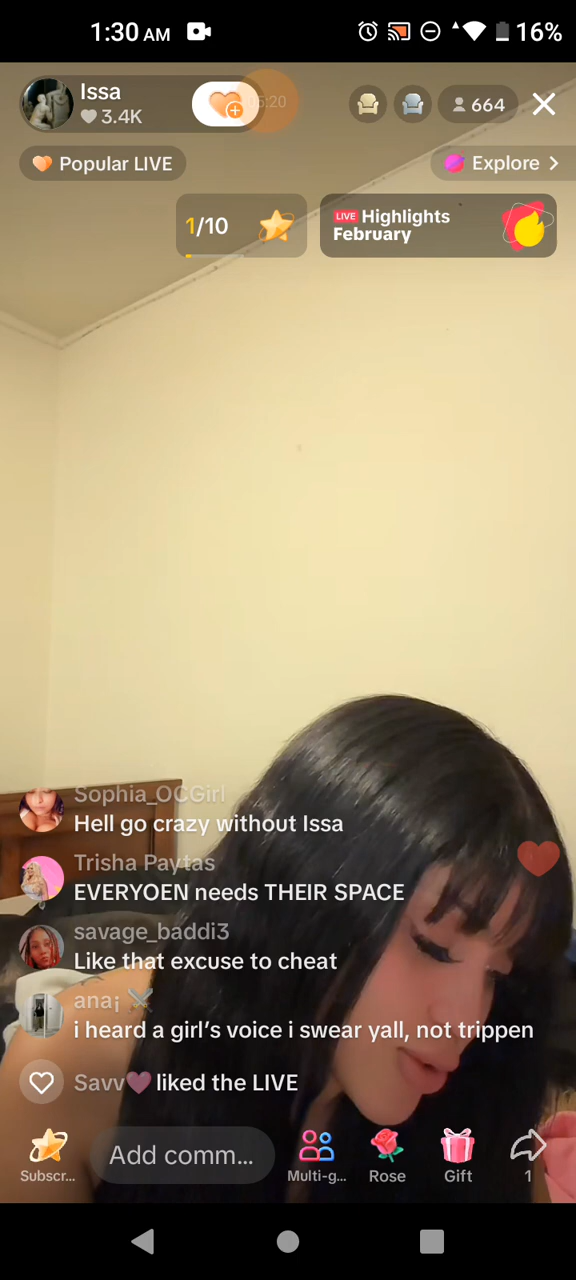 1:30 AM
16%
Issa
3.4K
05:20
664
Popular LIVE
Explore
1/10
LIVE Highlights
February
Sophia_OCGirl
Hell go crazy without Issa
Trisha Paytas
EVERYOEN needs THEIR SPACE
savage_baddi3
Like that excuse to cheat
ana¡
i heard a girl’s voice i swear yall, not trippen
Savv💜 liked the LIVE
Add comm...
Subscr...
Multi-g...
Rose
Gift
1